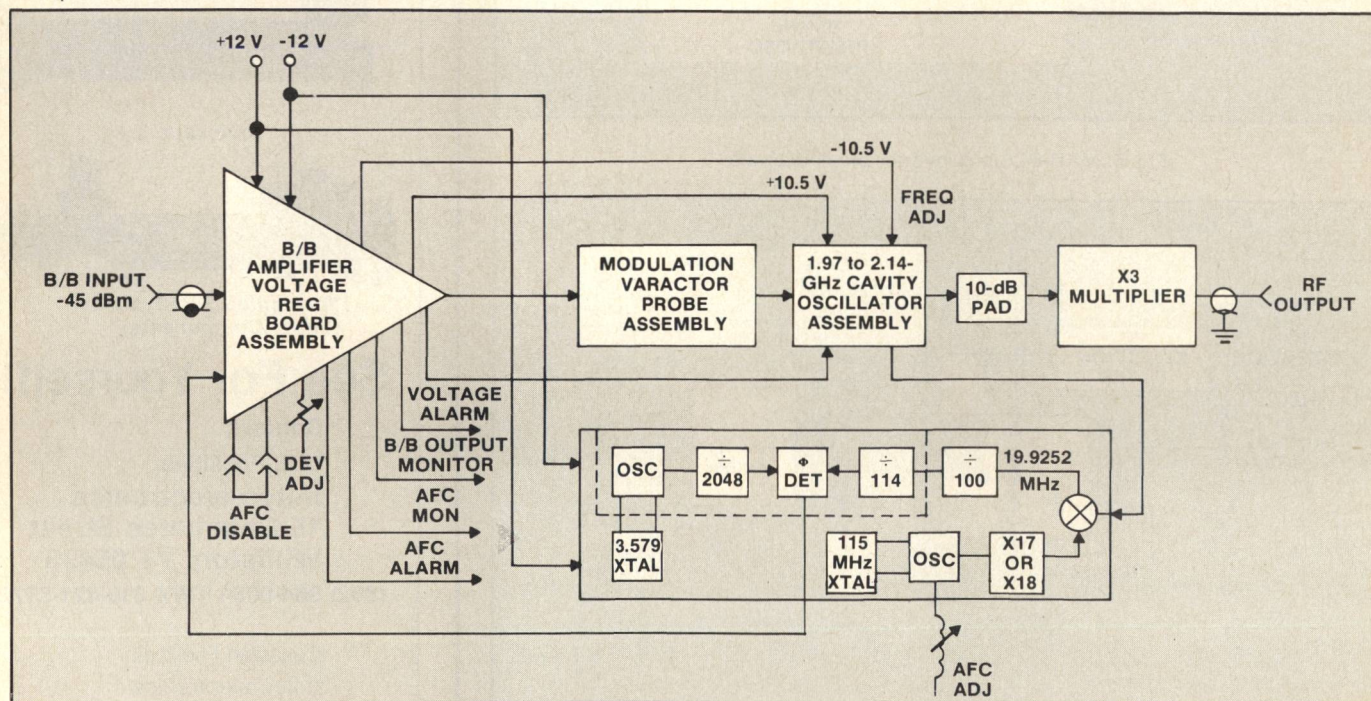 +12 V
-12 V
-10.5 V
+10.5 V
FREQ
ADJ
B/B INPUT
-45 dBm
B/B
AMPLIFIER
VOLTAGE
REG
BOARD
ASSEMBLY
MODULATION
VARACTOR
PROBE
ASSEMBLY
1.97 to 2.14-
GHz CAVITY
OSCILLATOR
ASSEMBLY
10-dB
PAD
X3
MULTIPLIER
RF
OUTPUT
AFC
DISABLE
DEV
ADJ
VOLTAGE
ALARM
B/B OUTPUT
MONITOR
AFC
MON
AFC
ALARM
OSC
÷
2048
Φ
DET
÷
114
÷
100
19.9252
MHz
3.579
XTAL
115
MHz
XTAL
OSC
X17
OR
X18
AFC
ADJ